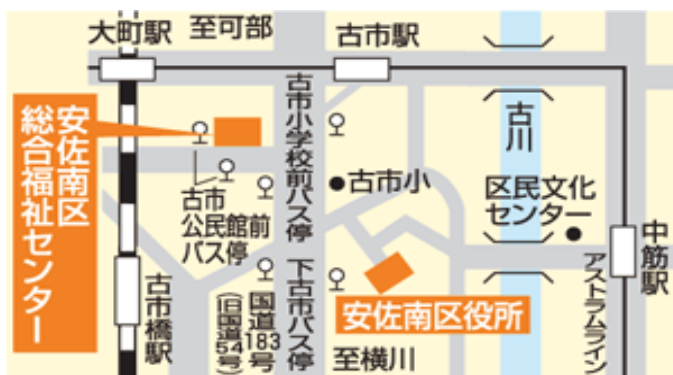 大町駅
至可部
古市駅
安佐南区
総合福祉センター
古市小学校前バス停
古川
古市
公民館前
バス停
古市小
区民文化
センター
中筋駅
アストラムライン
古市橋駅
国道183号
(旧国道54号)
下古市バス停
安佐南区役所
至横川